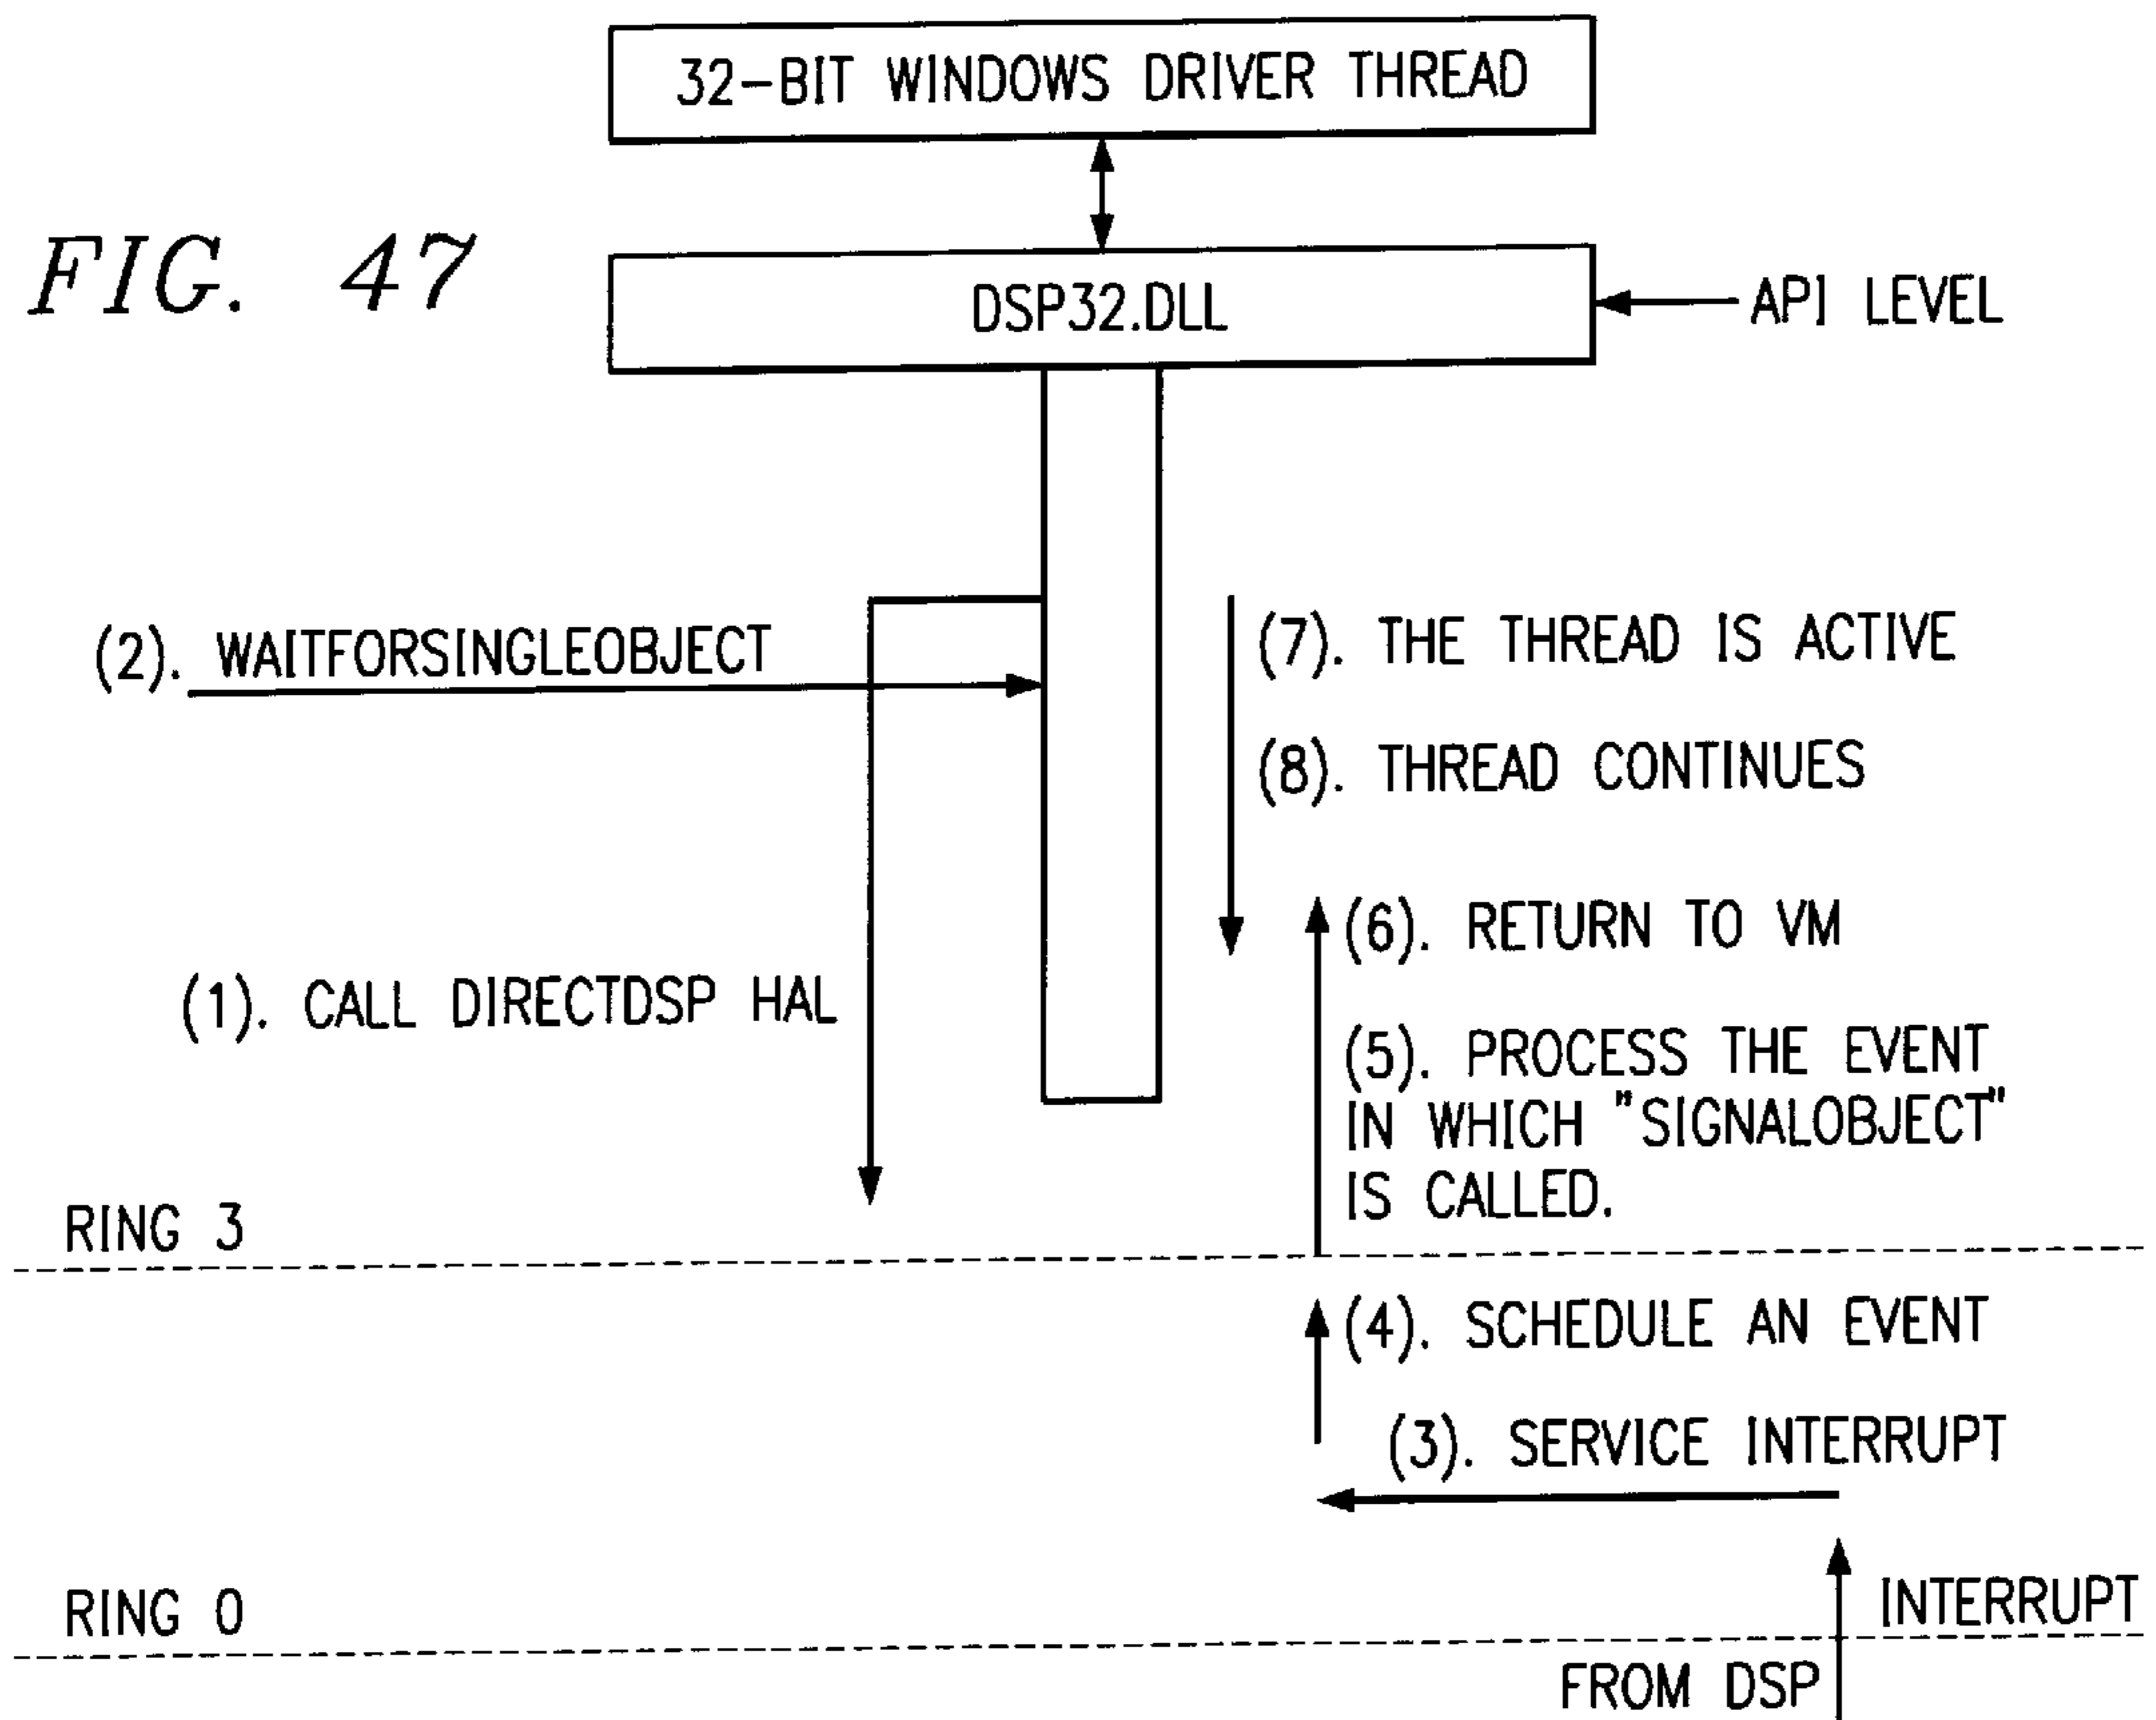 32-BIT WINDOWS DRIVER THREAD
FIG. 47
DSP32.DLL
API LEVEL
(2). WAITFORSINGLEOBJECT
(7). THE THREAD IS ACTIVE
(8). THREAD CONTINUES
(6). RETURN TO VM
(1). CALL DIRECTDSP HAL
(5). PROCESS THE EVENT
IN WHICH "SIGNALOBJECT"
IS CALLED.
RING 3
(4). SCHEDULE AN EVENT
(3). SERVICE INTERRUPT
RING 0
INTERRUPT
FROM DSP